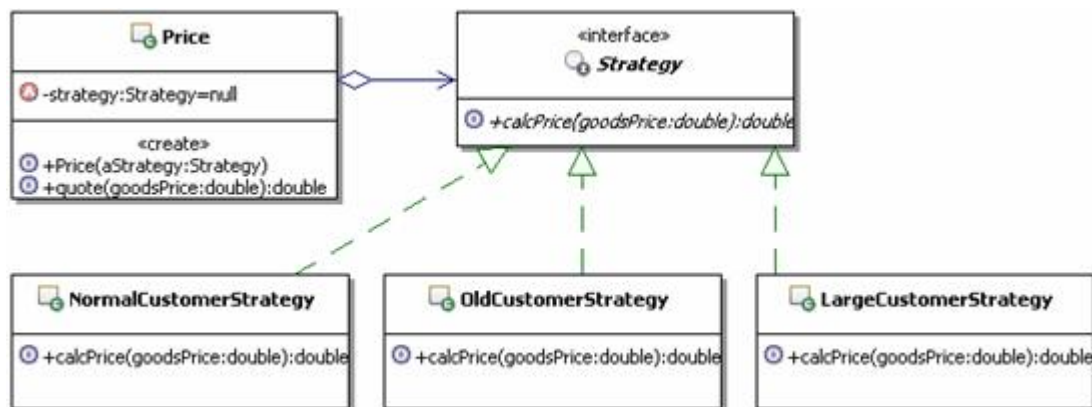 Price
-strategy:Strategy=null
«create»
+Price(aStrategy:Strategy)
+quote(goodsPrice:double):double
«interface»
Strategy
+calcPrice(goodsPrice:double):double
NormalCustomerStrategy
+calcPrice(goodsPrice:double):double
OldCustomerStrategy
+calcPrice(goodsPrice:double):double
LargeCustomerStrategy
+calcPrice(goodsPrice:double):double